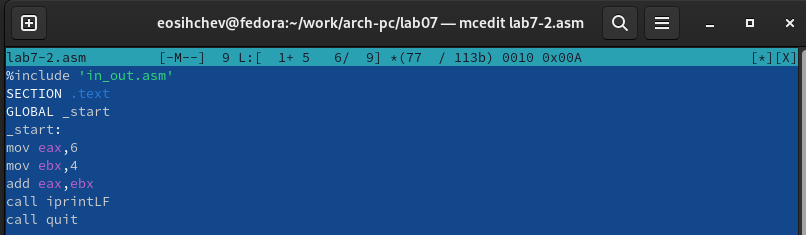 eosihchev@fedora:~/work/arch-pc/lab07 — mcedit lab7-2.asm
lab7-2.asm [-M--] 9 L:[ 1+ 5 6/ 9] *(77 / 113b) 0010 0x00A [*][X]
%include 'in_out.asm'
SECTION .text
GLOBAL _start
_start:
mov eax,6
mov ebx,4
add eax,ebx
call iprintLF
call quit